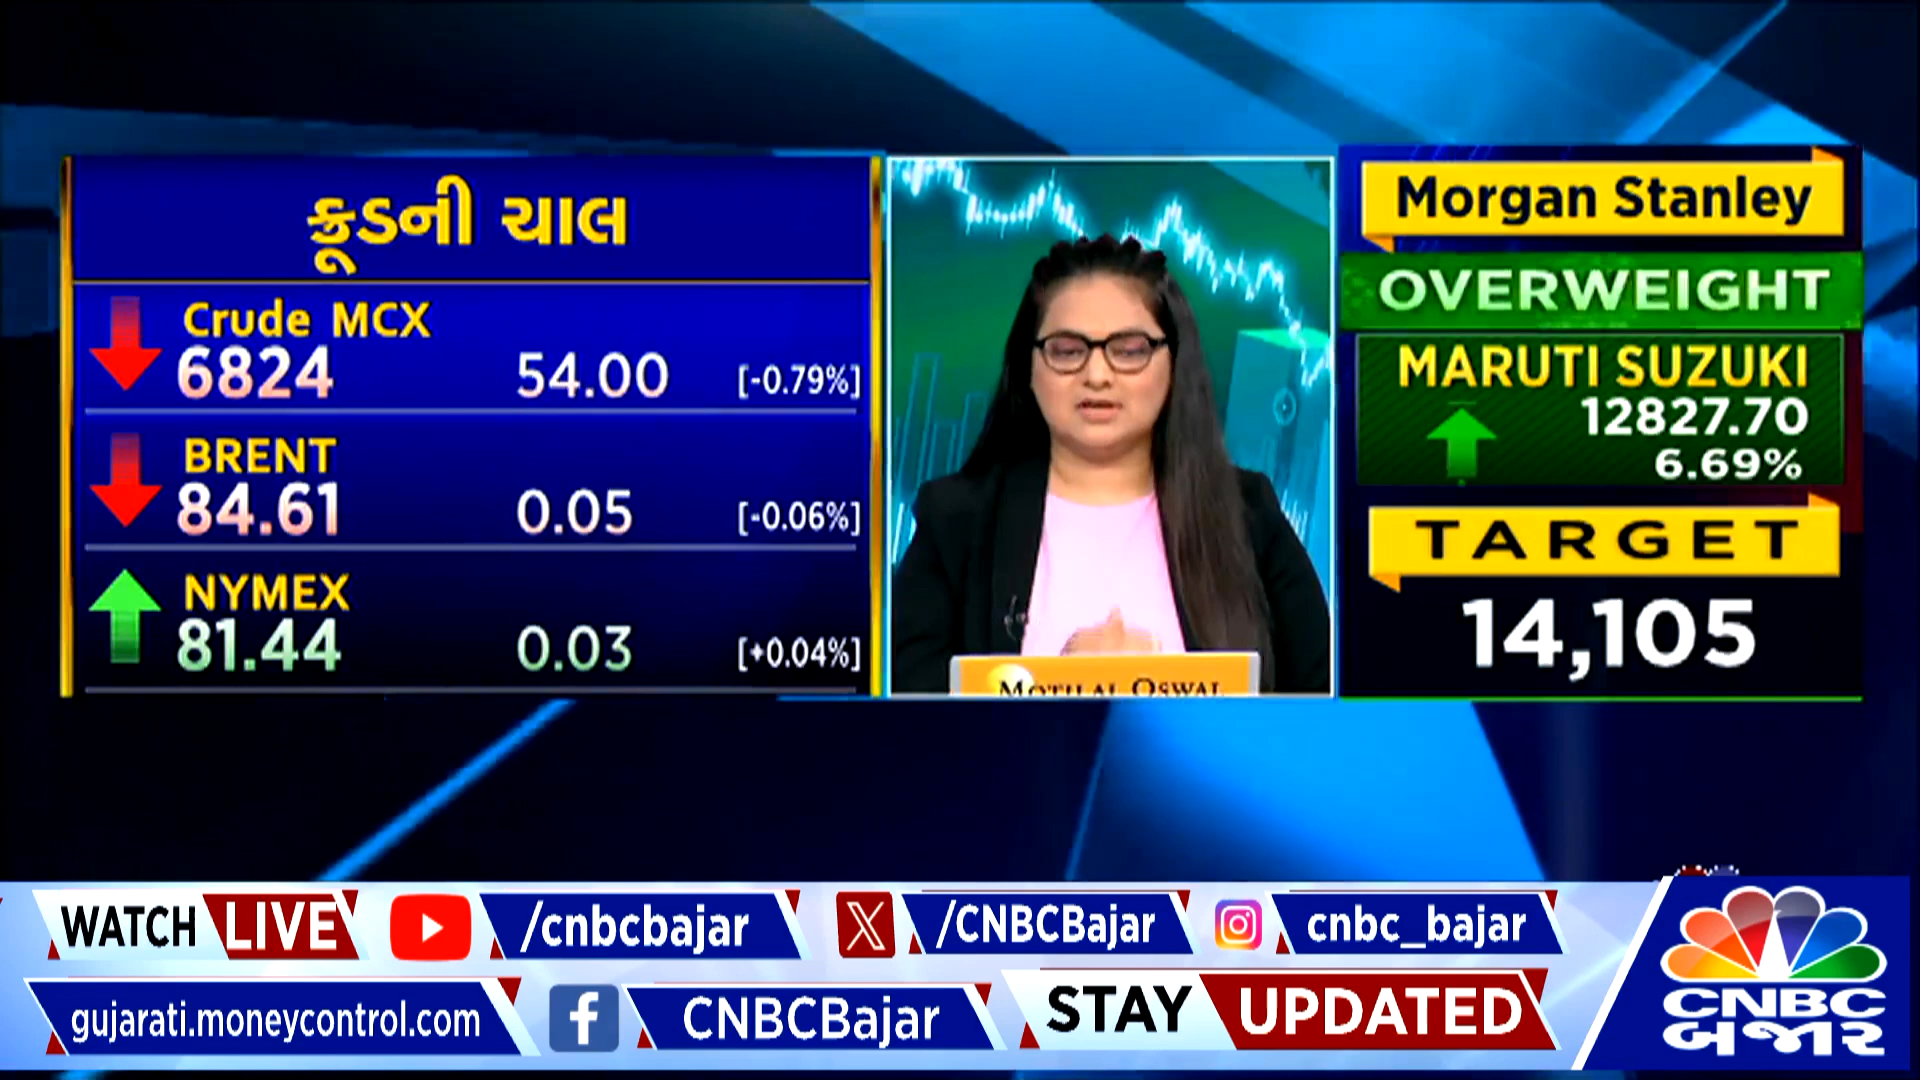 ક્રૂડની ચાલ
Crude MCX
6824 54.00 [-0.79%]
BRENT
84.61 0.05 [-0.06%]
NYMEX
81.44 0.03 [+0.04%]
MOTILAL OSWAL
Morgan Stanley
OVERWEIGHT
MARUTI SUZUKI
12827.70
6.69%
TARGET
14,105
WATCH LIVE /cnbcbajar /CNBCBajar cnbc_bajar
gujarati.moneycontrol.com CNBCBajar STAY UPDATED
CNBC
બજાર